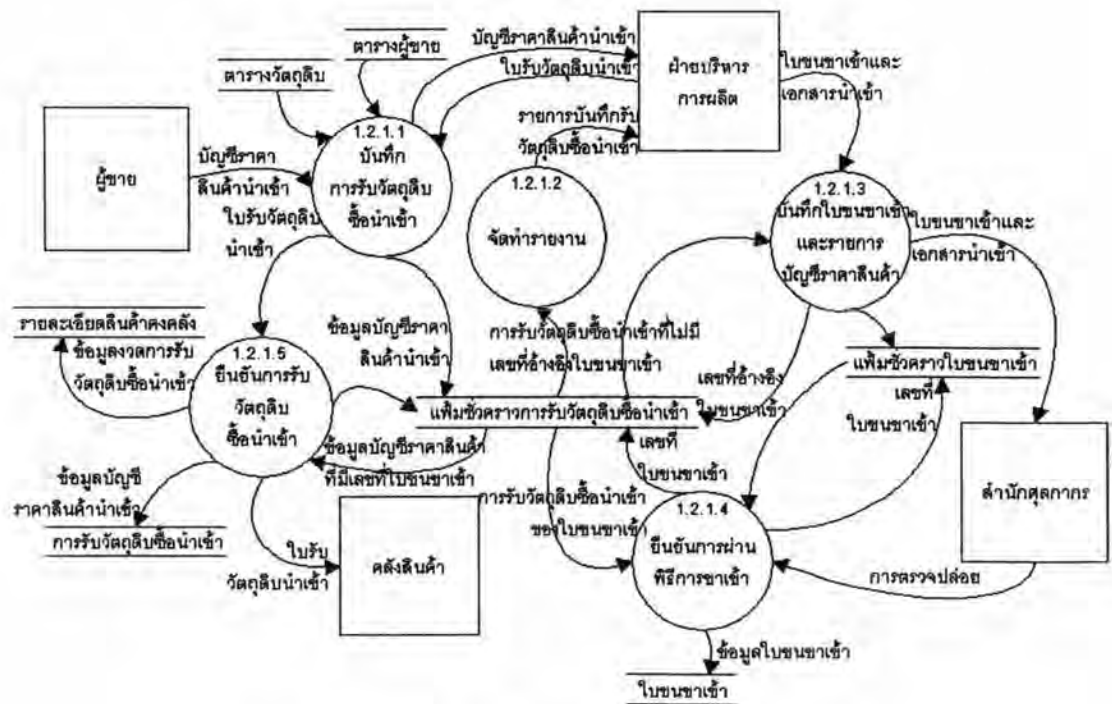 ตารางผู้ขาย
ตารางวัตถุดิบ
บัญชีราคาสินค้านำเข้า
ใบรับวัตถุดิบนำเข้า
ฝ่ายบริหาร
การผลิต
ใบขนขาเข้าและ
เอกสารนำเข้า
รายการบันทึกรับ
วัตถุดิบซื้อนำเข้า
ผู้ขาย
บัญชีราคา
สินค้านำเข้า
1.2.1.1
บันทึก
การรับวัตถุดิบ
ซื้อนำเข้า
1.2.1.2
จัดทำรายงาน
1.2.1.3
บันทึกใบขนขาเข้า
และรายการ
บัญชีราคาสินค้า
ใบขนขาเข้าและ
เอกสารนำเข้า
ใบรับวัตถุดิบ
นำเข้า
รายละเอียดสินค้าคงคลัง
ข้อมูลงวดการรับ
วัตถุดิบซื้อนำเข้า
1.2.1.5
ยืนยันการรับ
วัตถุดิบ
ซื้อนำเข้า
ข้อมูลบัญชีราคา
สินค้านำเข้า
การรับวัตถุดิบซื้อนำเข้าที่ไม่มี
เลขที่อ้างอิงใบขนขาเข้า
เลขที่อ้างอิง
ใบขนขาเข้า
แฟ้มชั่วคราวใบขนขาเข้า
เลขที่
ใบขนขาเข้า
แฟ้มชั่วคราวการรับวัตถุดิบซื้อนำเข้า
ข้อมูลบัญชีราคาสินค้า
ที่มีเลขที่ใบขนขาเข้า
เลขที่
ใบขนขาเข้า
การรับวัตถุดิบซื้อนำเข้า
ของใบขนขาเข้า
ข้อมูลบัญชี
ราคาสินค้านำเข้า
การรับวัตถุดิบซื้อนำเข้า
ใบรับ
วัตถุดิบนำเข้า
คลังสินค้า
1.2.1.4
ยืนยันการผ่าน
พิธีการขาเข้า
สำนักศุลกากร
การตรวจปล่อย
ข้อมูลใบขนขาเข้า
ใบขนขาเข้า